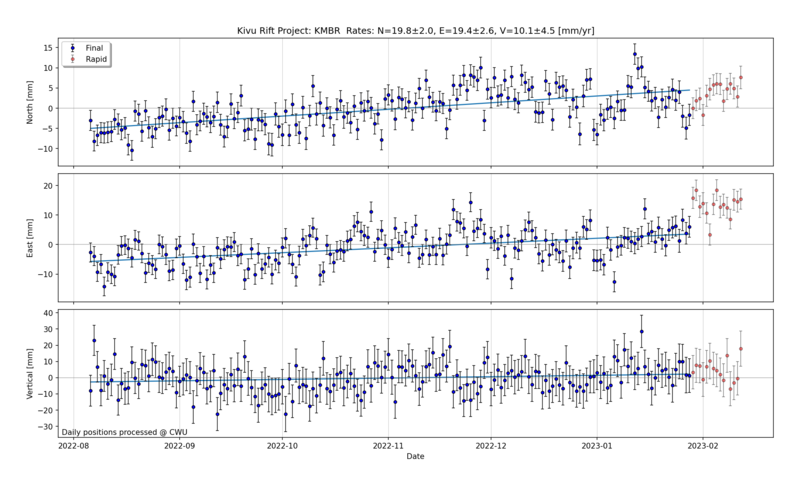 Kivu Rift Project: KMBR Rates: N=19.8±2.0, E=19.4±2.6, V=10.1±4.5 [mm/yr]
Final
Rapid
North [mm]
15
10
5
0
−5
−10
East [mm]
20
10
0
−10
Vertical [mm]
40
30
20
10
0
−10
−20
−30
Daily positions processed @ CWU
2022-08 2022-09 2022-10 2022-11 2022-12 2023-01 2023-02
Date